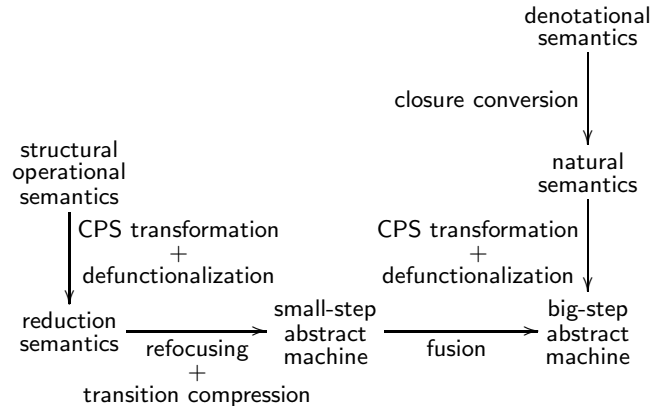 denotational
semantics
closure conversion
structural
operational
semantics
natural
semantics
CPS transformation
+
defunctionalization
CPS transformation
+
defunctionalization
reduction
semantics
refocusing
+
transition compression
small-step
abstract
machine
fusion
big-step
abstract
machine